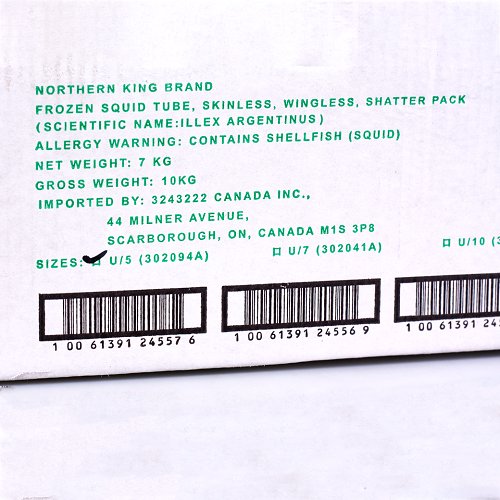 NORTHERN KING BRAND
FROZEN SQUID TUBE, SKINLESS, WINGLESS, SHATTER PACK
(SCIENTIFIC NAME:ILLEX ARGENTINUS)
ALLERGY WARNING: CONTAINS SHELLFISH (SQUID)
NET WEIGHT: 7 KG
GROSS WEIGHT: 10KG
IMPORTED BY: 3243222 CANADA INC.,
44 MILNER AVENUE,
SCARBOROUGH, ON, CANADA M1S 3P8
SIZES: U/5 (302094A) U/7 (302041A) U/10 (3
1 00 61391 24557 6 1 00 61391 24556 9 1 00 61391 24